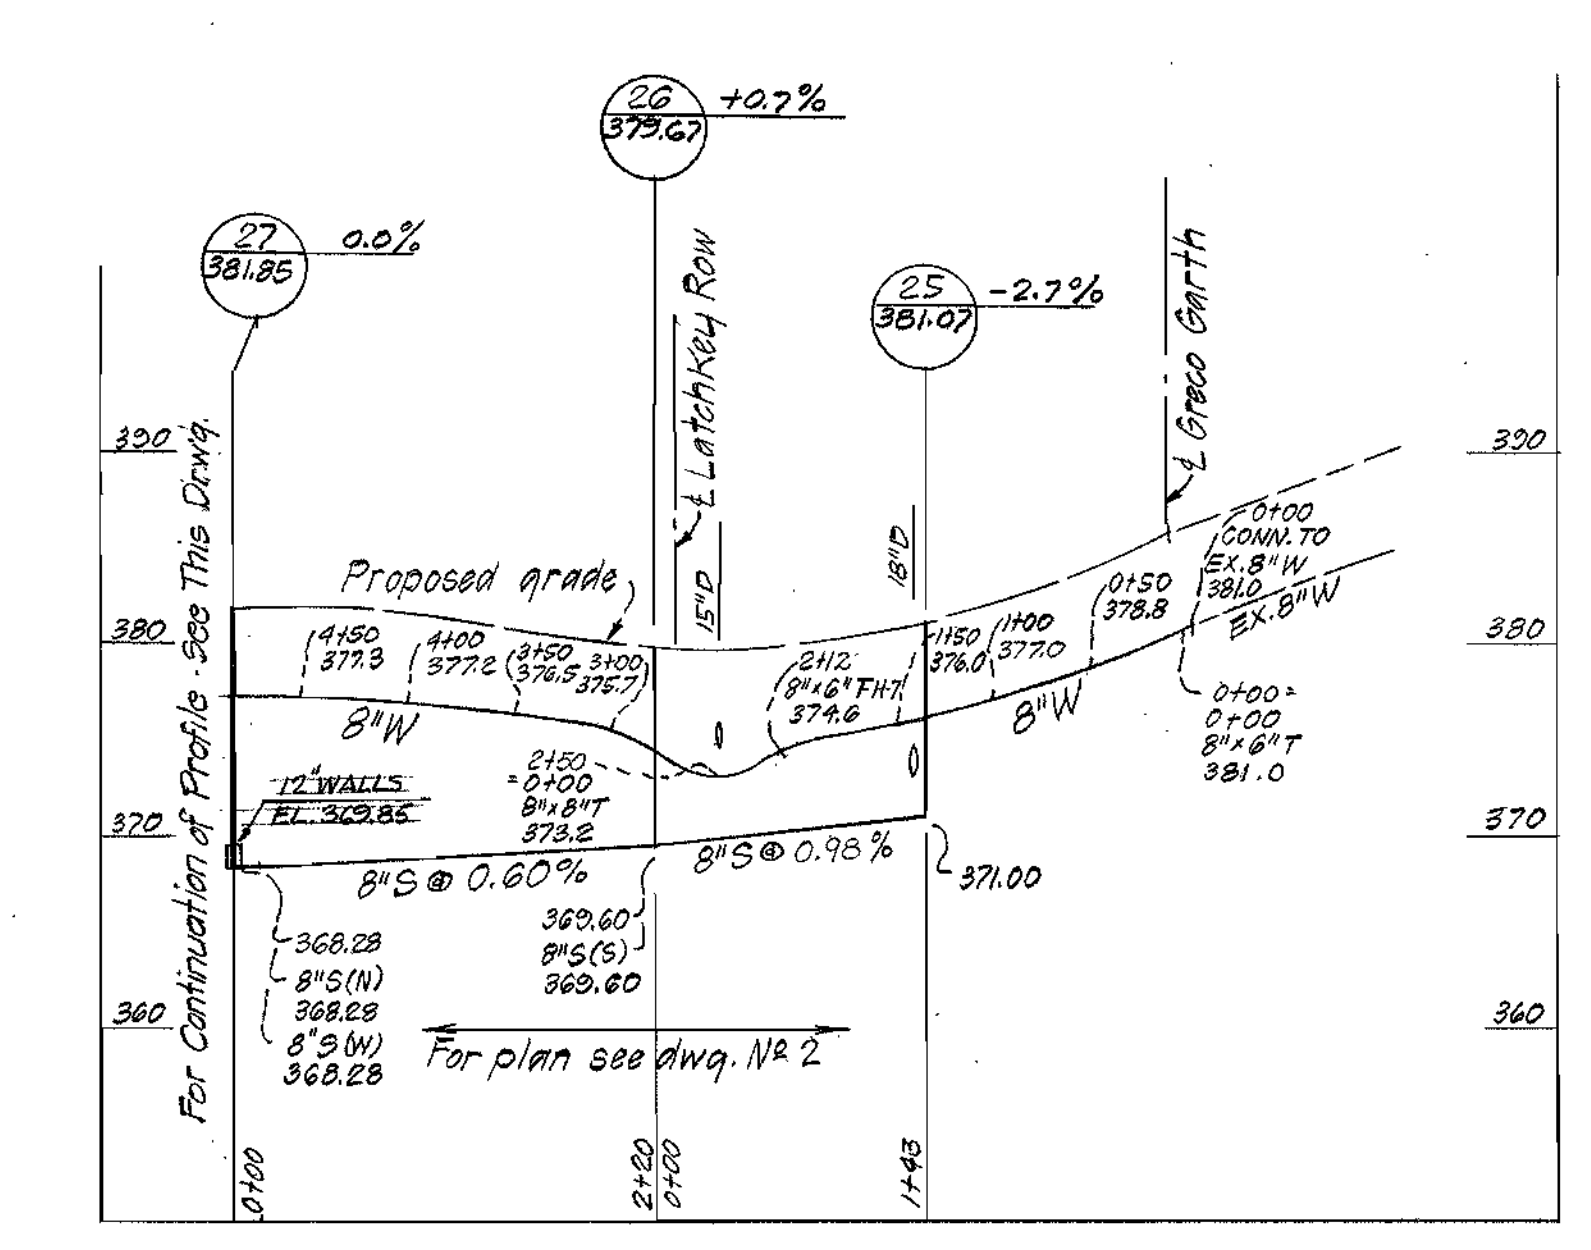 26
379.67
+0.7%
27
381.85
0.0%
25
381.07
-2.7%
℄ Latchkey Row
℄ Greco Garth
15"D
18"D
390
390
380
380
370
370
360
360
For Continuation of Profile - See This Drwg.
Proposed grade
4+50
377.3
4+00
377.2
3+50
376.5
3+00
375.7
2+12
8"x6" FHT
374.6
1+50
376.0
1+00
377.0
0+50
378.8
0+00
CONN. TO
EX. 8"W
381.0
EX. 8"W
8"W
8"W
0+00=
0+00
8"x6"T
381.0
2+50
=0+00
8"x8"T
373.2
12" WALLS
EL. 369.85
8"S @ 0.60%
8"S @ 0.98%
371.00
368.28
8"S(N)
368.28
8"S(W)
368.28
369.60
8"S(S)
369.60
For plan see dwg. Nº 2
0+00
2+20
0+00
1+43